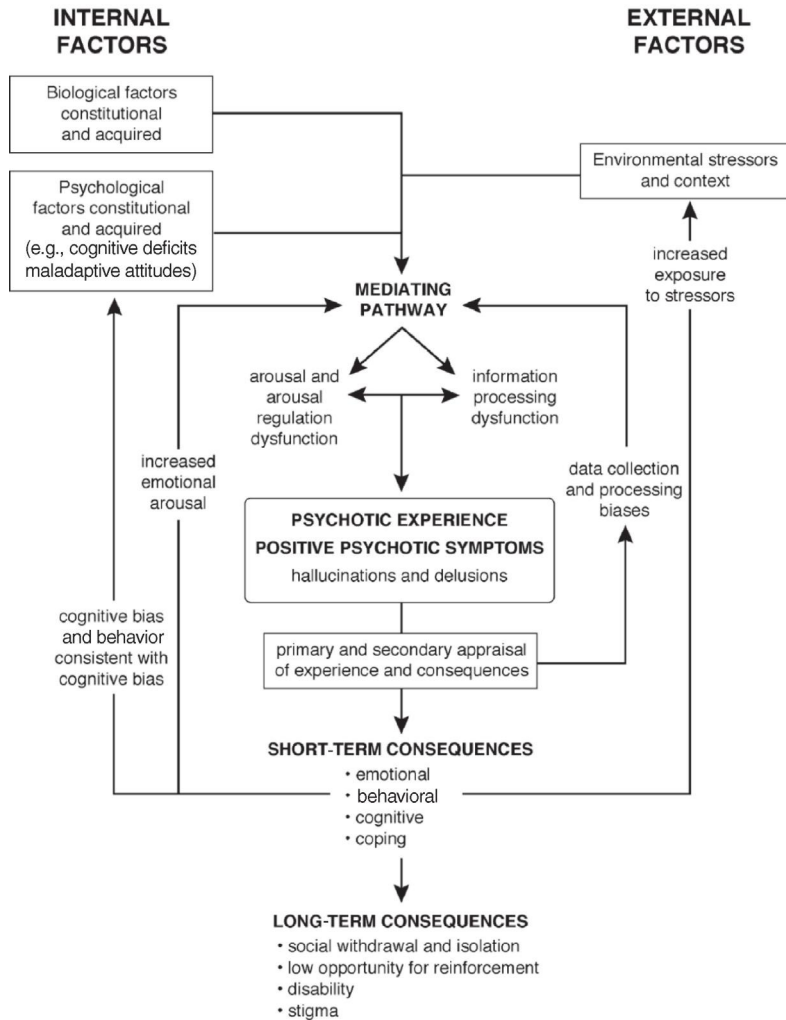 INTERNAL
FACTORS
EXTERNAL
FACTORS
Biological factors
constitutional
and acquired
Environmental stressors
and context
Psychological
factors constitutional
and acquired
(e.g., cognitive deficits
maladaptive attitudes)
increased
exposure
to stressors
MEDIATING
PATHWAY
arousal and
arousal
regulation
dysfunction
information
processing
dysfunction
increased
emotional
arousal
data collection
and processing
biases
PSYCHOTIC EXPERIENCE
POSITIVE PSYCHOTIC SYMPTOMS
hallucinations and delusions
cognitive bias
and behavior
consistent with
cognitive bias
primary and secondary appraisal
of experience and consequences
SHORT-TERM CONSEQUENCES
• emotional
• behavioral
• cognitive
• coping
LONG-TERM CONSEQUENCES
• social withdrawal and isolation
• low opportunity for reinforcement
• disability
• stigma